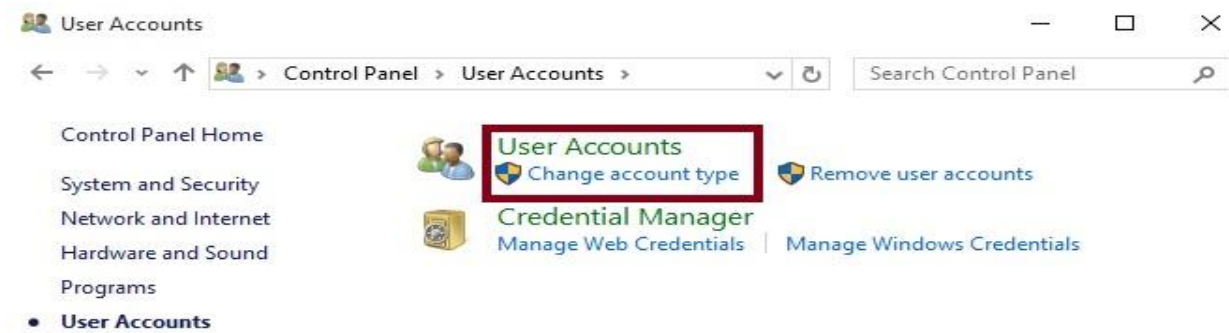 User Accounts
Control Panel > User Accounts >
Search Control Panel
Control Panel Home
System and Security
Network and Internet
Hardware and Sound
Programs
• User Accounts
User Accounts
Change account type
Remove user accounts
Credential Manager
Manage Web Credentials
Manage Windows Credentials